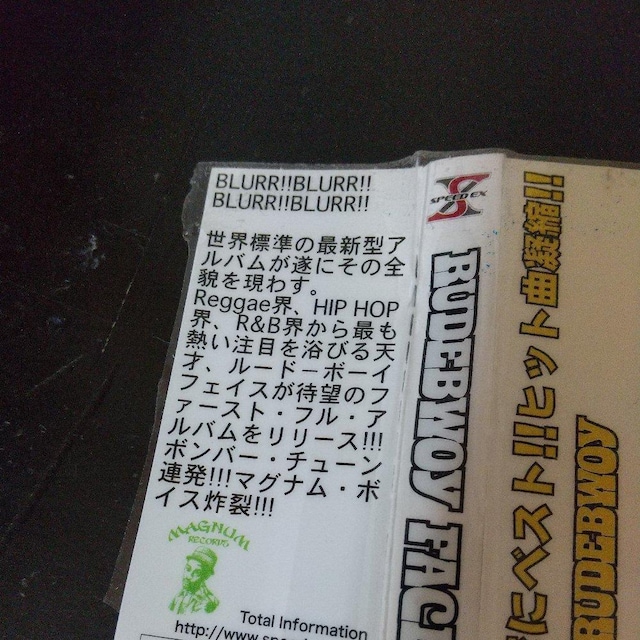 BLURR!!BLURR!!
BLURR!!BLURR!!
世界標準の最新型ア
ルバムが遂にその全
貌を現わす。
Reggae界、HIP HOP
界、R&B界から最も
熱い注目を浴びる天
才、ルードーボーイ
フェイスが待望のフ
ァースト・フル・ア
ルバムをリリース!!!
ボンバー・チューン
連発!!!マグナム・ボ
イス炸裂!!!
MAGNUM
RECORDS
Total Information
http://www.spee
SPEED EX
RUDEBWOY FAC
にベスト!!ヒット曲凝縮!!
RUDEBWOY